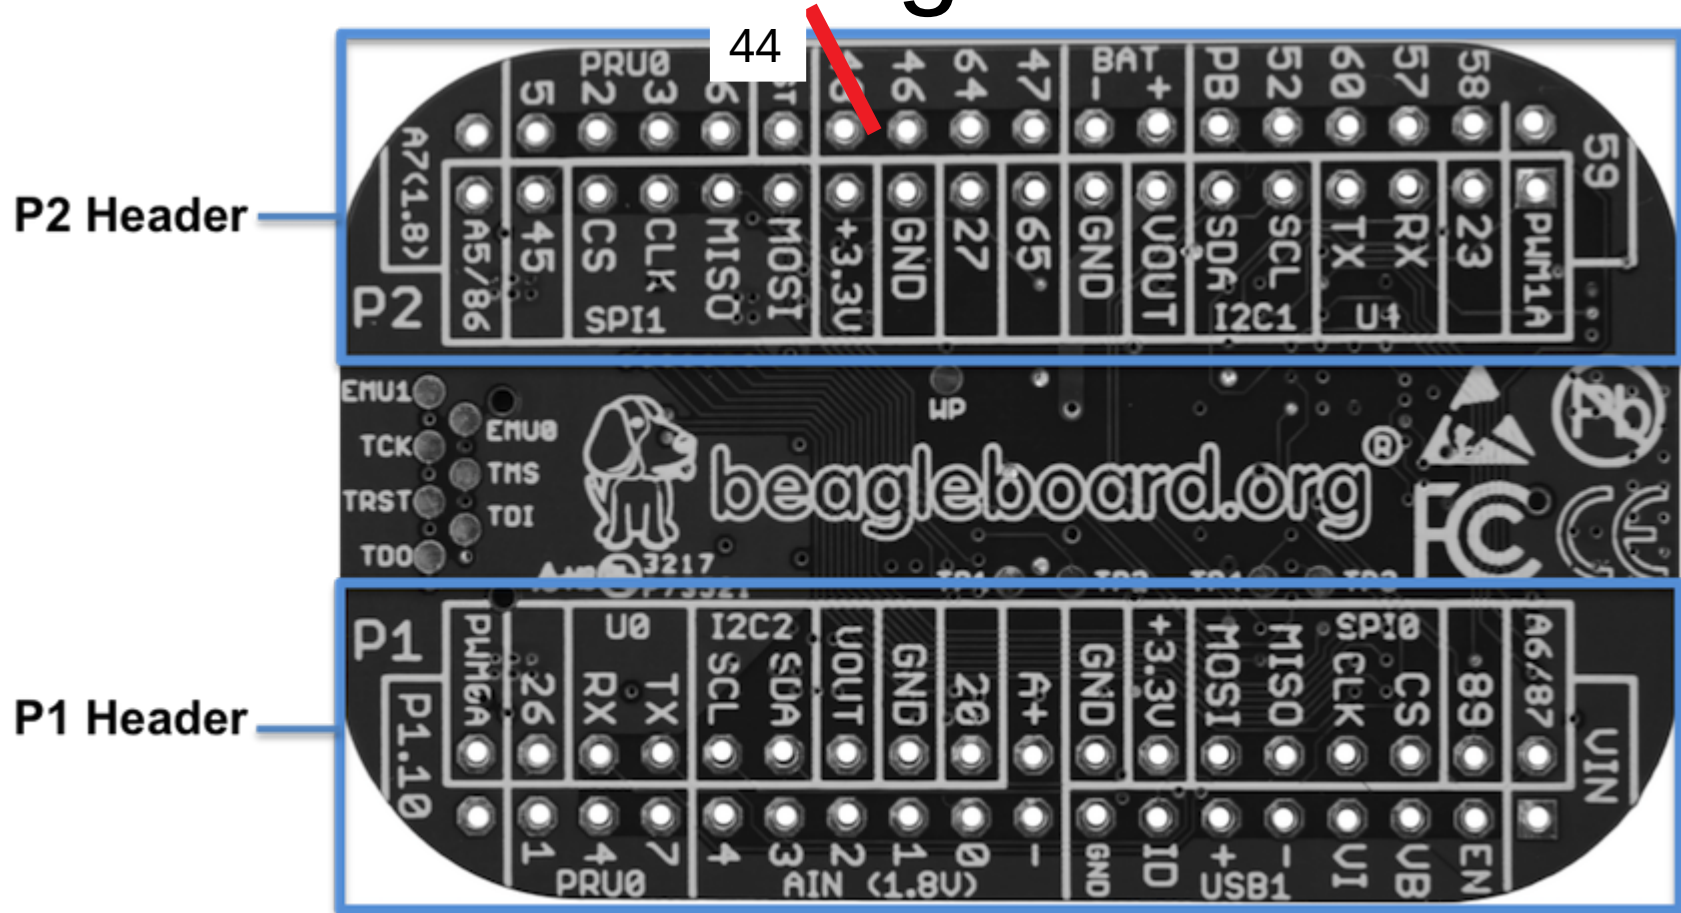 44
PRU0
BAT
5 2 3 6 ST 46 64 47 - + PB 52 60 57 58
A7(1.8)
59
P2 Header
A5/86 45 CS CLK MISO MOSI +3.3V GND 27 65 GND VOUT SDA SCL TX RX 23 PWM1A
P2
SPI1
I2C1
U4
EMU1
EMU0
WP
TCK
TMS
TRST
TDI
TDO
beagleboard.org®
Pb
FC
CE
3217
P1
U0
I2C2
SPI0
PWM0A 26 RX TX SCL SDA VOUT GND 20 A+ GND +3.3V MOSI MISO CLK CS 89 A6/87
P1 Header
P1.10
VIN
1 4 7 4 3 2 1 0 - GND ID + - VI VB EN
PRU0
AIN (1.8V)
USB1